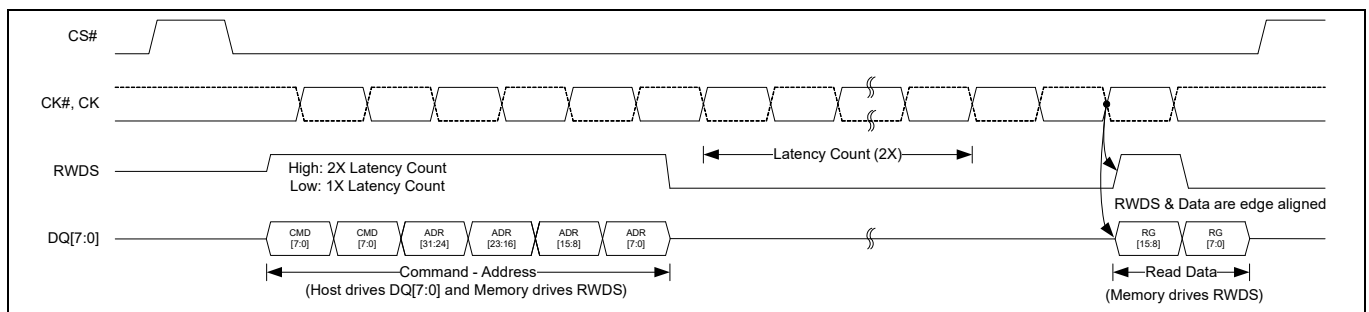 CS#
CK#, CK
Latency Count (2X)
RWDS
High: 2X Latency Count
Low: 1X Latency Count
RWDS & Data are edge aligned
DQ[7:0]
CMD
[7:0]
CMD
[7:0]
ADR
[31:24]
ADR
[23:16]
ADR
[15:8]
ADR
[7:0]
RG
[15:8]
RG
[7:0]
Command - Address
(Host drives DQ[7:0] and Memory drives RWDS)
Read Data
(Memory drives RWDS)